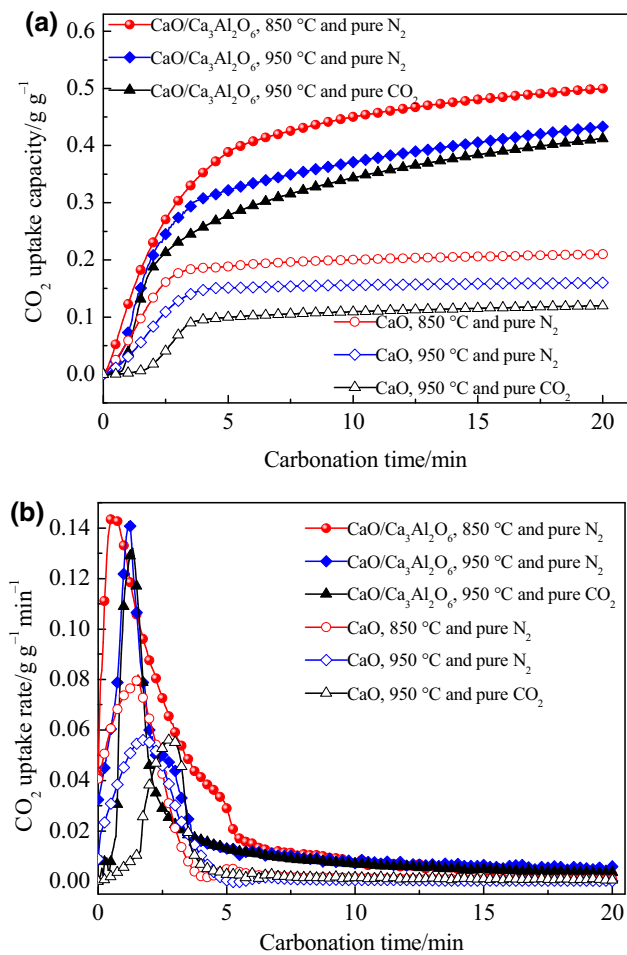 (a)
CaO/Ca₃Al₂O₆, 850 °C and pure N₂
CaO/Ca₃Al₂O₆, 950 °C and pure N₂
CaO/Ca₃Al₂O₆, 950 °C and pure CO₂
0.6
0.5
0.4
0.3
0.2
0.1
0.0
CO₂ uptake capacity/g g⁻¹
CaO, 850 °C and pure N₂
CaO, 950 °C and pure N₂
CaO, 950 °C and pure CO₂
0 5 10 15 20
Carbonation time/min
(b)
CaO/Ca₃Al₂O₆, 850 °C and pure N₂
CaO/Ca₃Al₂O₆, 950 °C and pure N₂
CaO/Ca₃Al₂O₆, 950 °C and pure CO₂
CaO, 850 °C and pure N₂
CaO, 950 °C and pure N₂
CaO, 950 °C and pure CO₂
0.14
0.12
0.10
0.08
0.06
0.04
0.02
0.00
CO₂ uptake rate/g g⁻¹ min⁻¹
0 5 10 15 20
Carbonation time/min